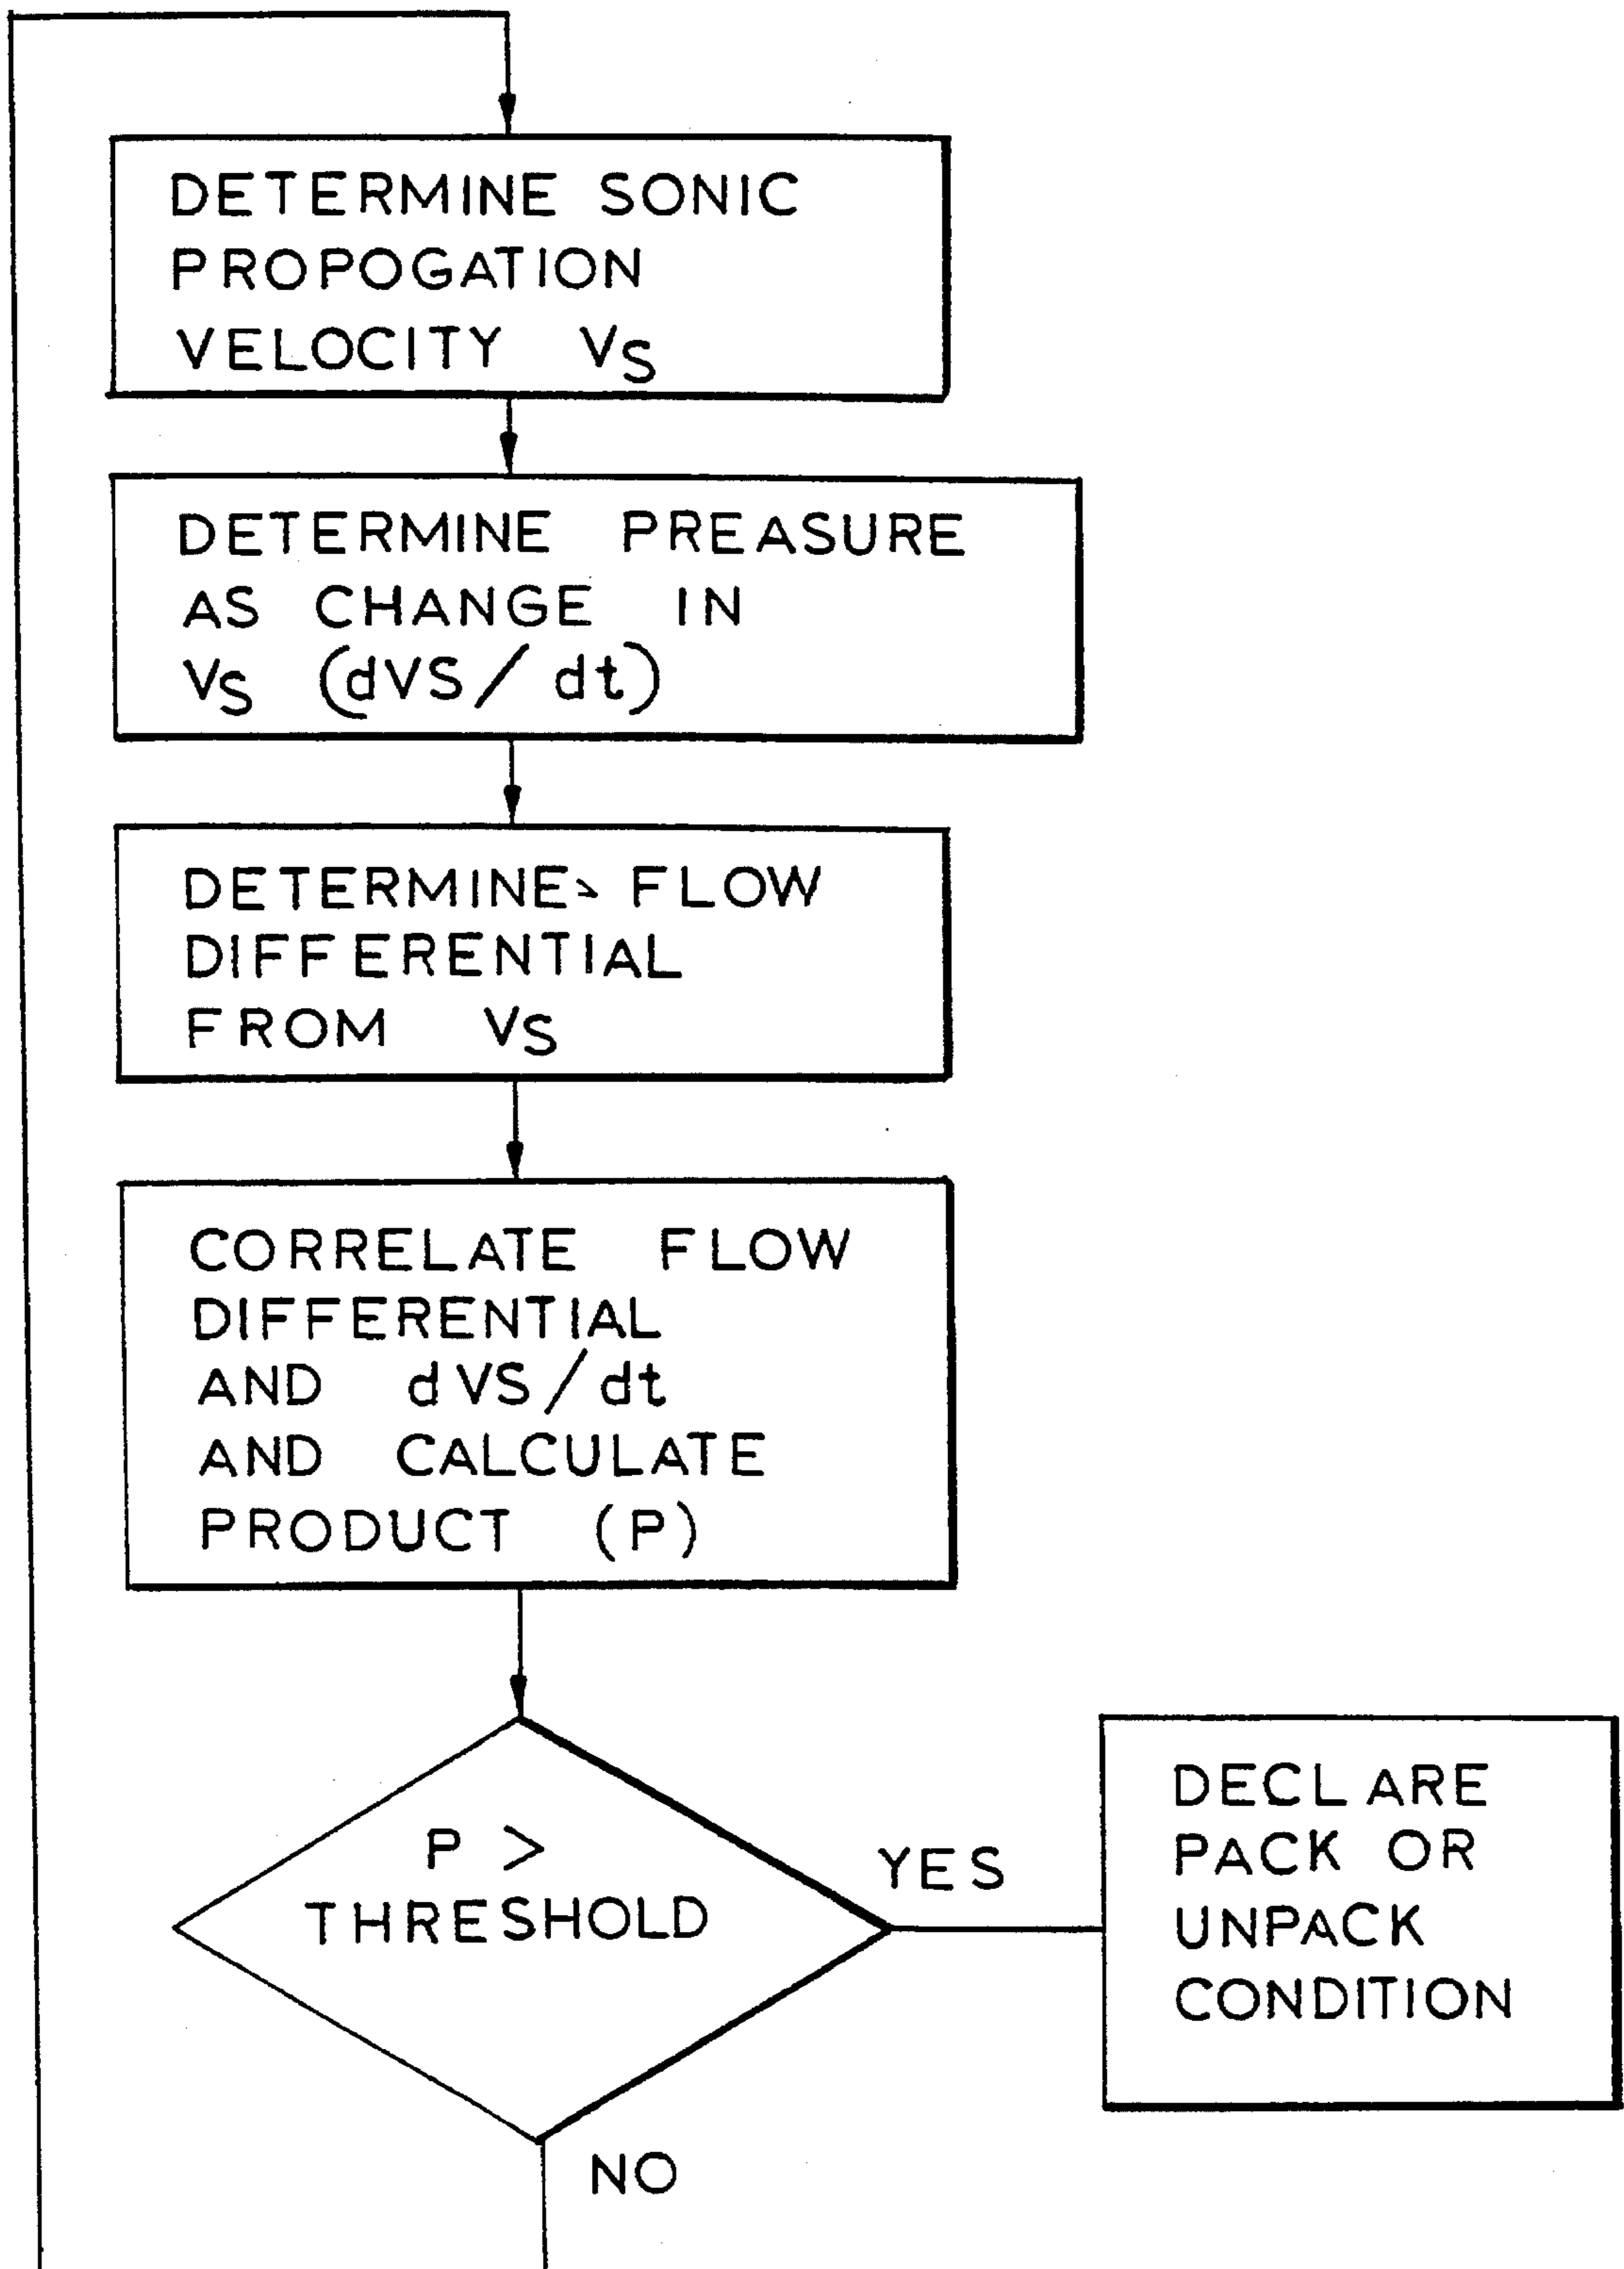 DETERMINE SONIC
PROPOGATION
VELOCITY VS
DETERMINE PREASURE
AS CHANGE IN
VS (dVS/dt)
DETERMINE FLOW
DIFFERENTIAL
FROM VS
CORRELATE FLOW
DIFFERENTIAL
AND dVS/dt
AND CALCULATE
PRODUCT (P)
P >
THRESHOLD
YES
DECLARE
PACK OR
UNPACK
CONDITION
NO